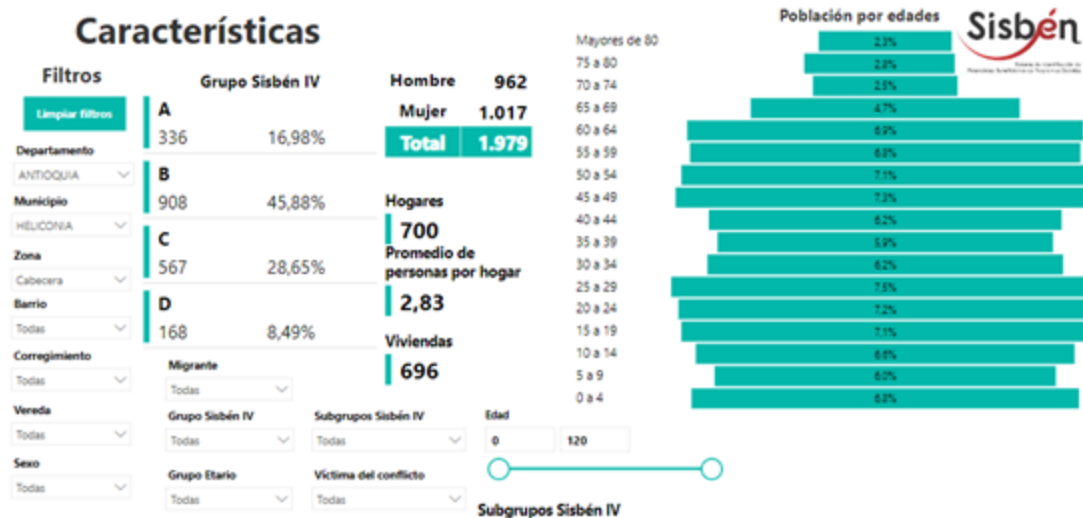 Características
Filtros
Limpiar filtros
Departamento
ANTIOQUIA
Municipio
HELICONIA
Zona
Cabecera
Barrio
Todas
Corregimiento
Todas
Vereda
Todas
Sexo
Todas
Grupo Sisbén IV
A
336 16,98%
B
908 45,88%
C
567 28,65%
D
168 8,49%
Hombre 962
Mujer 1.017
Total 1.979
Hogares
700
Promedio de
personas por hogar
2,83
Viviendas
696
Migrante
Todas
Grupo Sisbén IV
Todas
Subgrupos Sisbén IV
Todas
Edad
0 120
Grupo Etario
Todas
Víctima del conflicto
Todas
Subgrupos Sisbén IV
Población por edades
Sisbén
Mayores de 80 2.3%
75 a 80 2.8%
70 a 74 2.5%
65 a 69 4.7%
60 a 64 6.9%
55 a 59 6.8%
50 a 54 7.1%
45 a 49 7.3%
40 a 44 6.2%
35 a 39 5.9%
30 a 34 6.2%
25 a 29 7.5%
20 a 24 7.2%
15 a 19 7.1%
10 a 14 6.6%
5 a 9 6.0%
0 a 4 6.8%